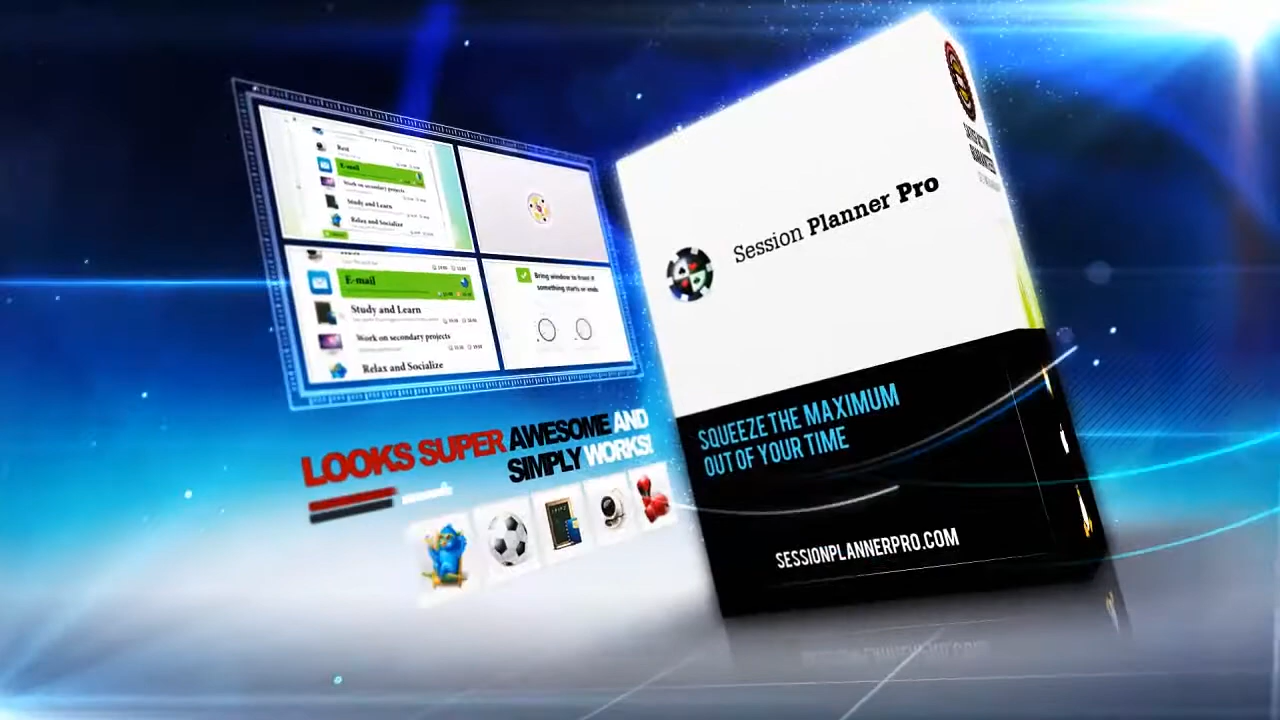 Rest
E-mail
Work on secondary projects
Study and Learn
Relax and Socialize
E-mail
Study and Learn
Work on secondary projects
Relax and Socialize
Bring window to front if
something starts or ends
LOOKS SUPER AWESOME AND
SIMPLY WORKS!
Session Planner Pro
SQUEEZE THE MAXIMUM
OUT OF YOUR TIME
SESSIONPLANNERPRO.COM